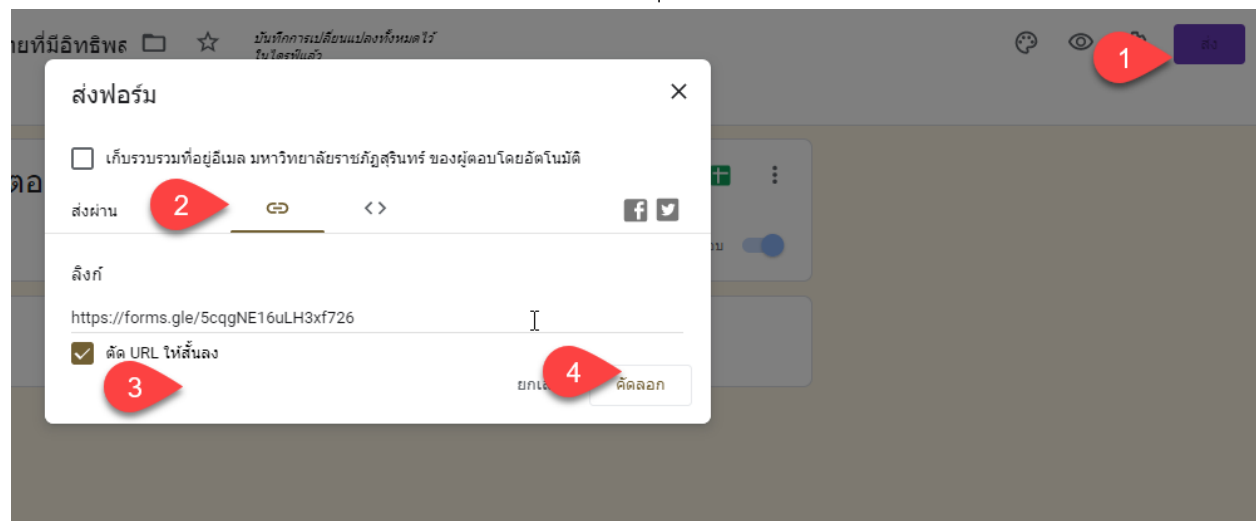 ายที่มีอิทธิพล
บันทึกการเปลี่ยนแปลงทั้งหมดไว้
ในไดรฟ์แล้ว
ส่ง
1
ส่งฟอร์ม
เก็บรวบรวมที่อยู่อีเมล มหาวิทยาลัยราชภัฏสุรินทร์ ของผู้ตอบโดยอัตโนมัติ
ตอ
ส่งผ่าน
2
ลิงก์
https://forms.gle/5cqgNE16uLH3xf726
ตัด URL ให้สั้นลง
3
4
คัดลอก